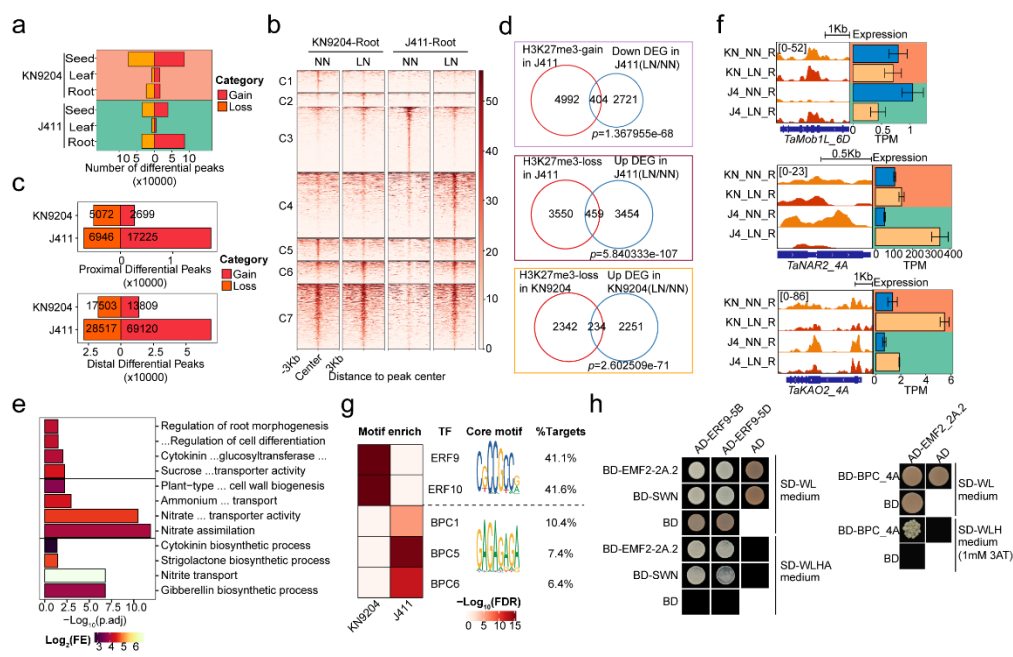 a
Seed
KN9204
Leaf
Root
Seed
J411
Leaf
Root
10 5 0 5 10
Number of differential peaks
(x10000)
Category
Gain
Loss
b
KN9204-Root
J411-Root
NN
LN
NN
LN
C1
C2
C3
C4
C5
C6
C7
50
40
30
20
10
0
-3Kb
Center
3Kb
Distance to peak center
c
KN9204
5072
2699
J411
6946
17225
1
0
1
Proximal Differential Peaks
(x10000)
KN9204
17503
13809
J411
28517
69120
2.5
0
2.5
5
Distal Differential Peaks
(x10000)
Category
Gain
Loss
d
H3K27me3-gain
in J411
Down DEG in
J411(LN/NN)
4992
404
2721
p=1.367955e-68
H3K27me3-loss
in J411
Up DEG in
J411(LN/NN)
3550
459
3454
p=5.840333e-107
H3K27me3-loss
in KN9204
Up DEG in
KN9204(LN/NN)
2342
234
2251
p=2.602509e-71
e
Regulation of root morphogenesis
...Regulation of cell differentiation
Cytokinin ...glucosyltransferase ...
Sucrose ...transporter activity
Plant-type ... cell wall biogenesis
Ammonium ... transport
Nitrate ... transporter activity
Nitrate assimilation
Cytokinin biosynthetic process
Strigolactone biosynthetic process
Nitrite transport
Gibberellin biosynthetic process
0.0
2.5
5.0
7.5
10.0
−Log10(p.adj)
Log2(FE)
3 4 5 6
f
1Kb
Expression
[0-52]
KN_NN_R
KN_LN_R
J4_NN_R
J4_LN_R
TaMob1L_6D
0
0.5
1
TPM
0.5Kb
Expression
[0-23]
KN_NN_R
KN_LN_R
J4_NN_R
J4_LN_R
TaNAR2_4A
0 100 200 300 400
TPM
1Kb
Expression
[0-86]
KN_NN_R
KN_LN_R
J4_NN_R
J4_LN_R
TaKAO2_4A
0
2
4
6
TPM
g
Motif enrich
TF
Core motif
%Targets
ERF9
41.1%
ERF10
41.6%
BPC1
10.4%
BPC5
7.4%
BPC6
6.4%
KN9204
J411
−Log10(FDR)
0 5 10 15
h
AD-ERF9-5B
AD-ERF9-5D
AD
BD-EMF2-2A.2
BD-SWN
BD
SD-WL
medium
BD-EMF2-2A.2
BD-SWN
BD
SD-WLHA
medium
AD-EMF2_2A.2
AD
BD-BPC_4A
BD
SD-WL
medium
BD-BPC_4A
BD
SD-WLH
medium
(1mM 3AT)